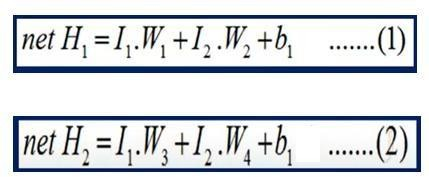 net H₁ = I₁.W₁ + I₂.W₂ + b₁ .......(1)
net H₂ = I₁.W₃ + I₂.W₄ + b₁ .......(2)